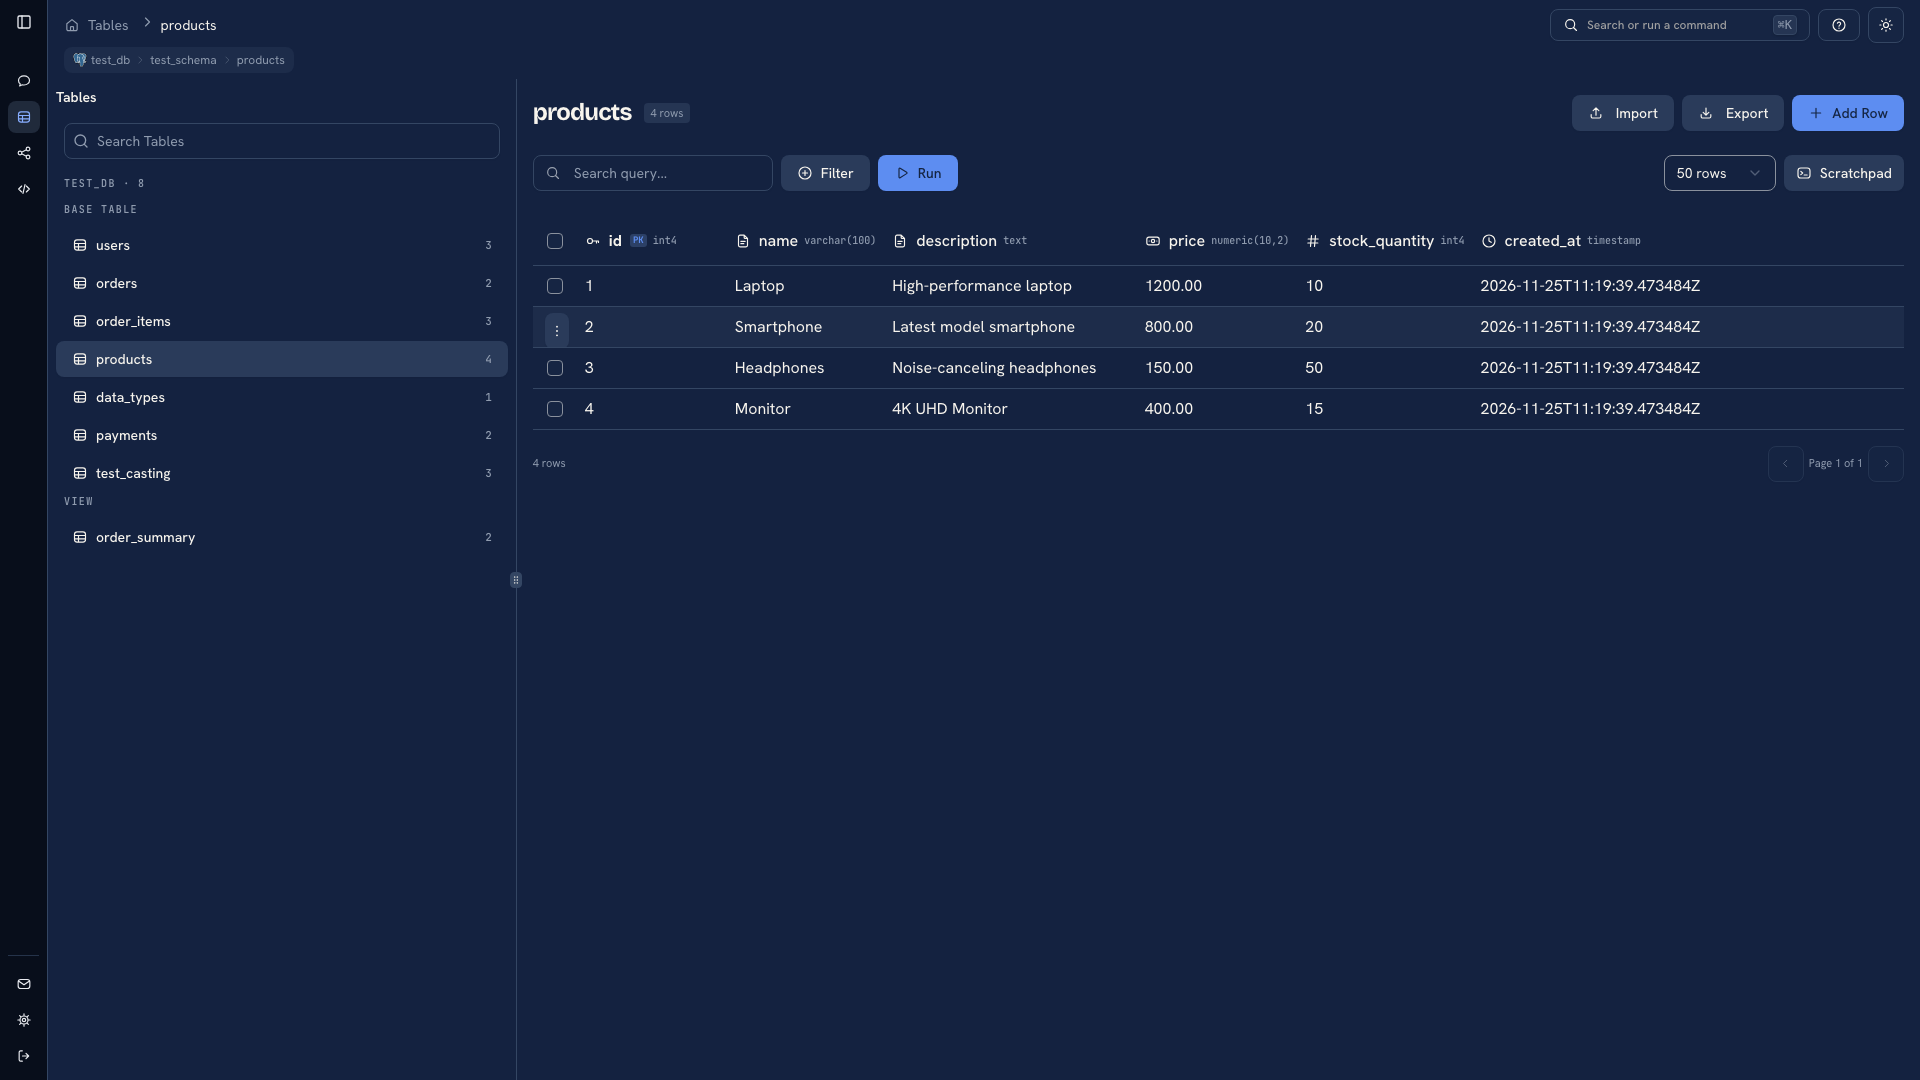 Tables
products
Search or run a command
⌘K
test_db
test_schema
products
Tables
Search Tables
TEST_DB · 8
BASE TABLE
users 3
orders 2
order_items 3
products 4
data_types 1
payments 2
test_casting 3
VIEW
order_summary 2
products 4 rows
Import
Export
Add Row
Search query...
Filter
Run
50 rows
Scratchpad
id PK int4 name varchar(100) description text price numeric(10,2) stock_quantity int4 created_at timestamp
1 Laptop High-performance laptop 1200.00 10 2026-11-25T11:19:39.473484Z
2 Smartphone Latest model smartphone 800.00 20 2026-11-25T11:19:39.473484Z
3 Headphones Noise-canceling headphones 150.00 50 2026-11-25T11:19:39.473484Z
4 Monitor 4K UHD Monitor 400.00 15 2026-11-25T11:19:39.473484Z
4 rows
Page 1 of 1